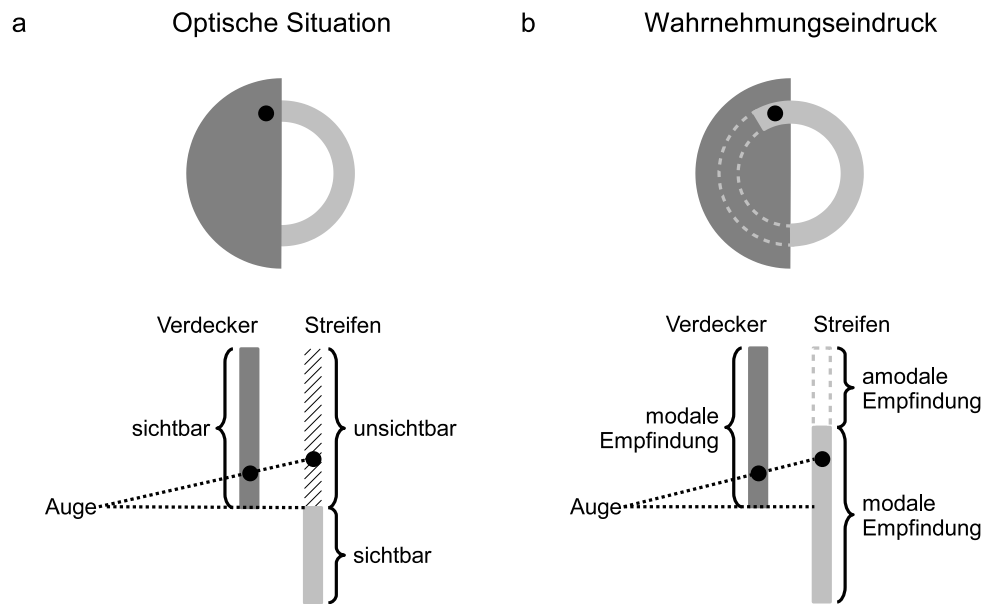 a
Optische Situation
Verdecker
Streifen
sichtbar
unsichtbar
Auge
sichtbar
b
Wahrnehmungseindruck
Verdecker
Streifen
modale
Empfindung
amodale
Empfindung
Auge
modale
Empfindung